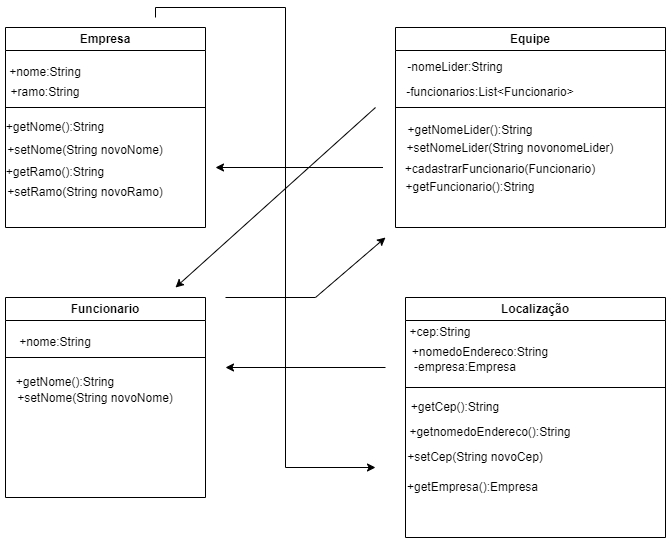 Empresa
+nome:String
+ramo:String
+getNome():String
+setNome(String novoNome)
+getRamo():String
+setRamo(String novoRamo)
Equipe
-nomeLider:String
-funcionarios:List<Funcionario>
+getNomeLider():String
+setNomeLider(String novonomeLider)
+cadastrarFuncionario(Funcionario)
+getFuncionario():String
Funcionario
+nome:String
+getNome():String
+setNome(String novoNome)
Localização
+cep:String
+nomedoEndereco:String
-empresa:Empresa
+getCep():String
+getnomedoEndereco():String
+setCep(String novoCep)
+getEmpresa():Empresa